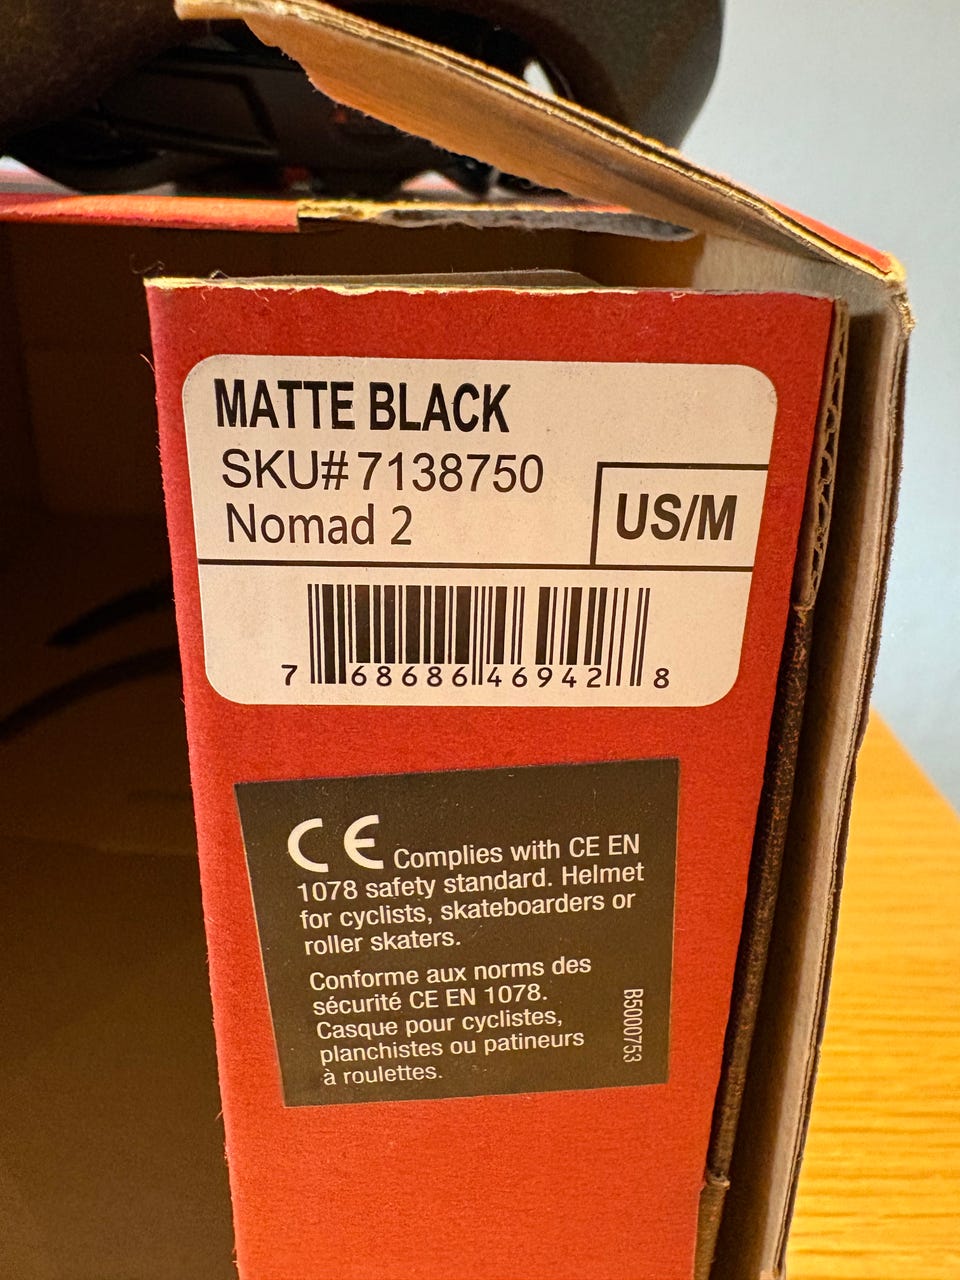 MATTE BLACK
SKU# 7138750
Nomad 2
US/M
7 68686 46942 8
CE Complies with CE EN
1078 safety standard. Helmet
for cyclists, skateboarders or
roller skaters.
Conforme aux normes des
sécurité CE EN 1078.
Casque pour cyclistes,
planchistes ou patineurs
à roulettes.
B5000753